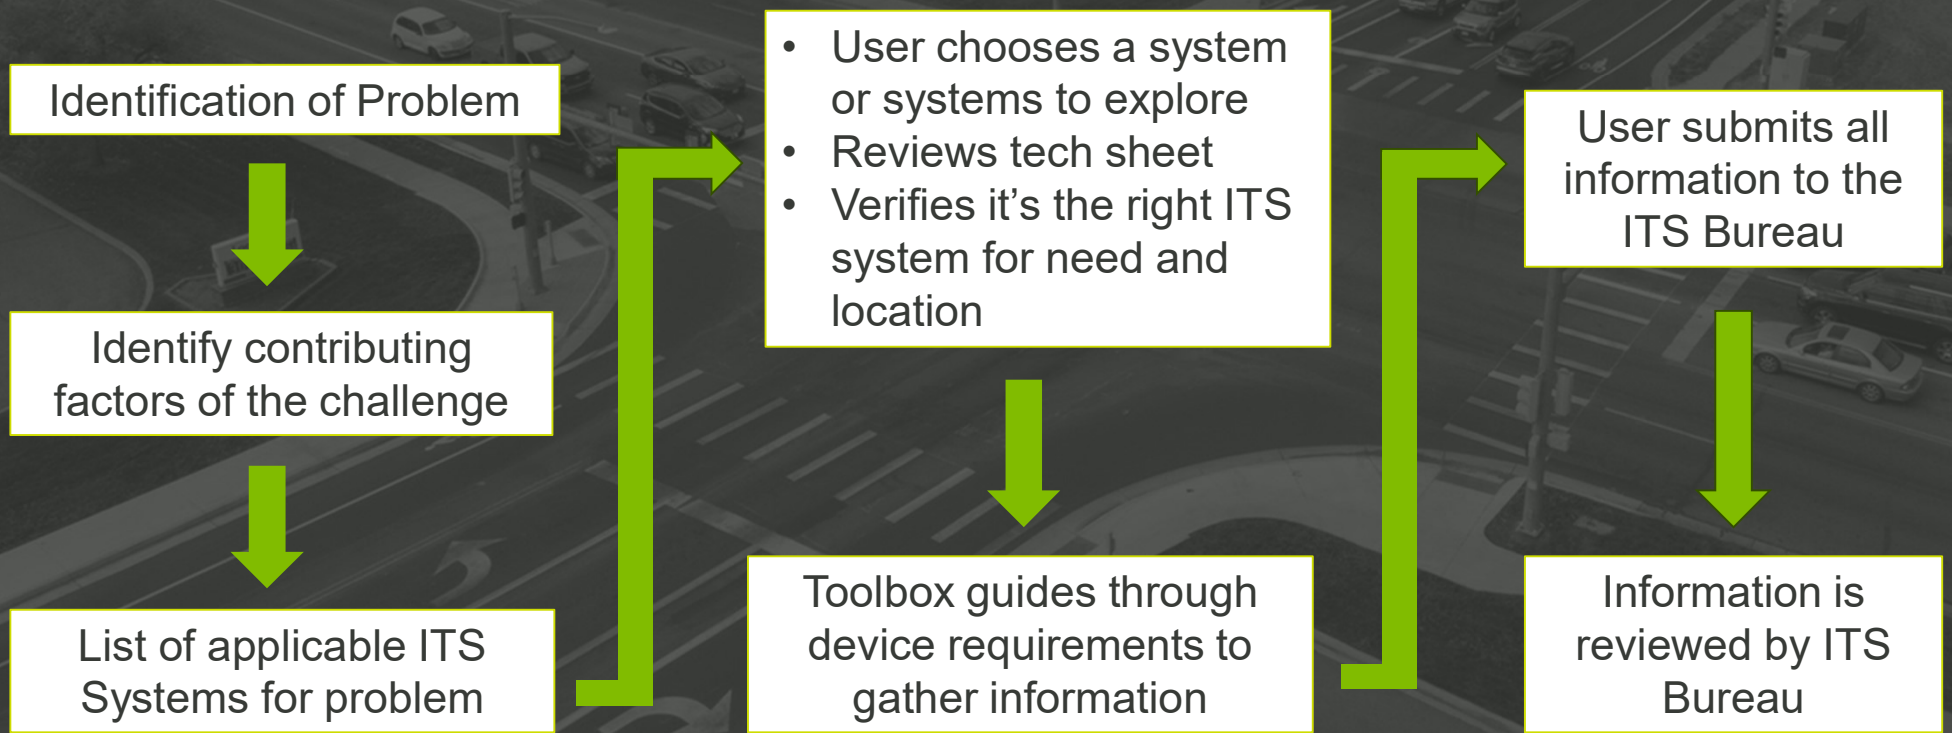 Identification of Problem
Identify contributing
factors of the challenge
List of applicable ITS
Systems for problem
• User chooses a system
or systems to explore
• Reviews tech sheet
• Verifies it’s the right ITS
system for need and
location
Toolbox guides through
device requirements to
gather information
User submits all
information to the
ITS Bureau
Information is
reviewed by ITS
Bureau